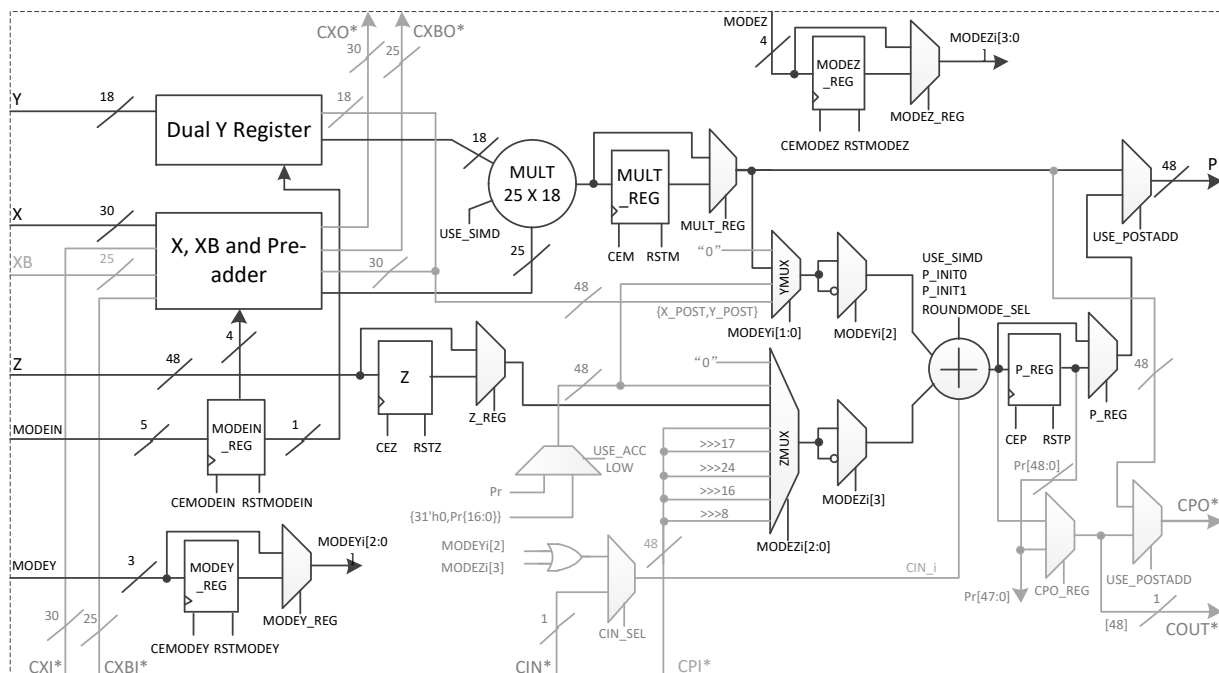 CXO*
CXBO*
30
25
MODEZ
4
MODEZ
_REG
MODEZi[3:0
]
MODEZ_REG
CEMODEZ RSTMODEZ
Y
18
Dual Y Register
18
18
MULT
25 X 18
USE_SIMD
25
MULT
_REG
CEM
RSTM
MULT_REG
48
P
USE_POSTADD
X
30
X, XB and Pre-
adder
XB
25
30
4
48
{X_POST,Y_POST}
"0"
YMUX
MODEYi[1:0]
MODEYi[2]
USE_SIMD
P_INIT0
P_INIT1
ROUNDMODE_SEL
P_REG
CEP
RSTP
P_REG
48
Z
48
Z
CEZ
RSTZ
Z_REG
48
"0"
ZMUX
>>>17
>>>24
>>>16
>>>8
MODEZi[2:0]
MODEZi[3]
MODEIN
5
MODEIN
_REG
1
CEMODEIN RSTMODEIN
USE_ACC
LOW
Pr
{31'h0,Pr{16:0}}
MODEYi[2]
MODEZi[3]
CIN_SEL
48
CIN_i
Pr[48:0]
Pr[47:0]
CPO_REG
USE_POSTADD
CPO*
[48]
1
COUT*
MODEY
3
MODEY
_REG
MODEYi[2:0
]
MODEY_REG
CEMODEY RSTMODEY
30
25
1
CXI*
CXBI*
CIN*
CPI*